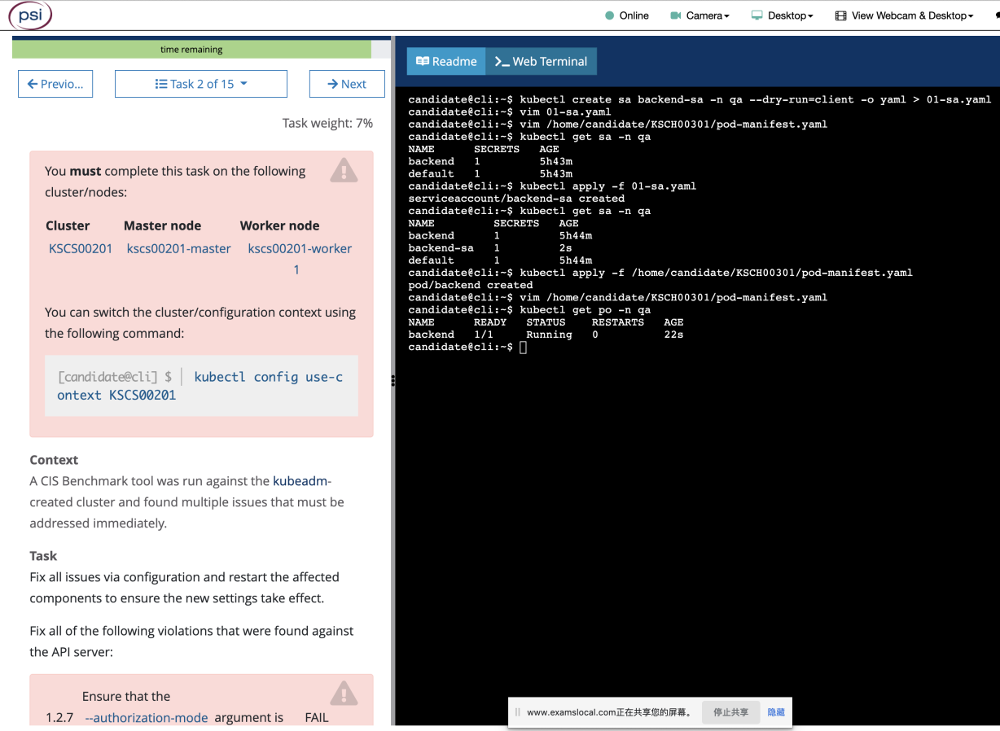 psi
Online Camera Desktop View Webcam & Desktop
time remaining
Previo... Task 2 of 15 Next
Task weight: 7%
You must complete this task on the following
cluster/nodes:
Cluster Master node Worker node
KSCS00201 kscs00201-master kscs00201-worker
1
You can switch the cluster/configuration context using
the following command:
[candidate@cli] $ | kubectl config use-c
ontext KSCS00201
Context
A CIS Benchmark tool was run against the kubeadm-
created cluster and found multiple issues that must be
addressed immediately.
Task
Fix all issues via configuration and restart the affected
components to ensure the new settings take effect.
Fix all of the following violations that were found against
the API server:
Ensure that the
1.2.7 --authorization-mode argument is FAIL
Readme >_ Web Terminal
candidate@cli:~$ kubectl create sa backend-sa -n qa --dry-run=client -o yaml > 01-sa.yaml
candidate@cli:~$ vim 01-sa.yaml
candidate@cli:~$ vim /home/candidate/KSCH00301/pod-manifest.yaml
candidate@cli:~$ kubectl get sa -n qa
NAME SECRETS AGE
backend 1 5h43m
default 1 5h43m
candidate@cli:~$ kubectl apply -f 01-sa.yaml
serviceaccount/backend-sa created
candidate@cli:~$ kubectl get sa -n qa
NAME SECRETS AGE
backend 1 5h44m
backend-sa 1 2s
default 1 5h44m
candidate@cli:~$ kubectl apply -f /home/candidate/KSCH00301/pod-manifest.yaml
pod/backend created
candidate@cli:~$ vim /home/candidate/KSCH00301/pod-manifest.yaml
candidate@cli:~$ kubectl get po -n qa
NAME READY STATUS RESTARTS AGE
backend 1/1 Running 0 22s
candidate@cli:~$
www.examslocal.com正在共享您的屏幕。 停止共享 隐藏